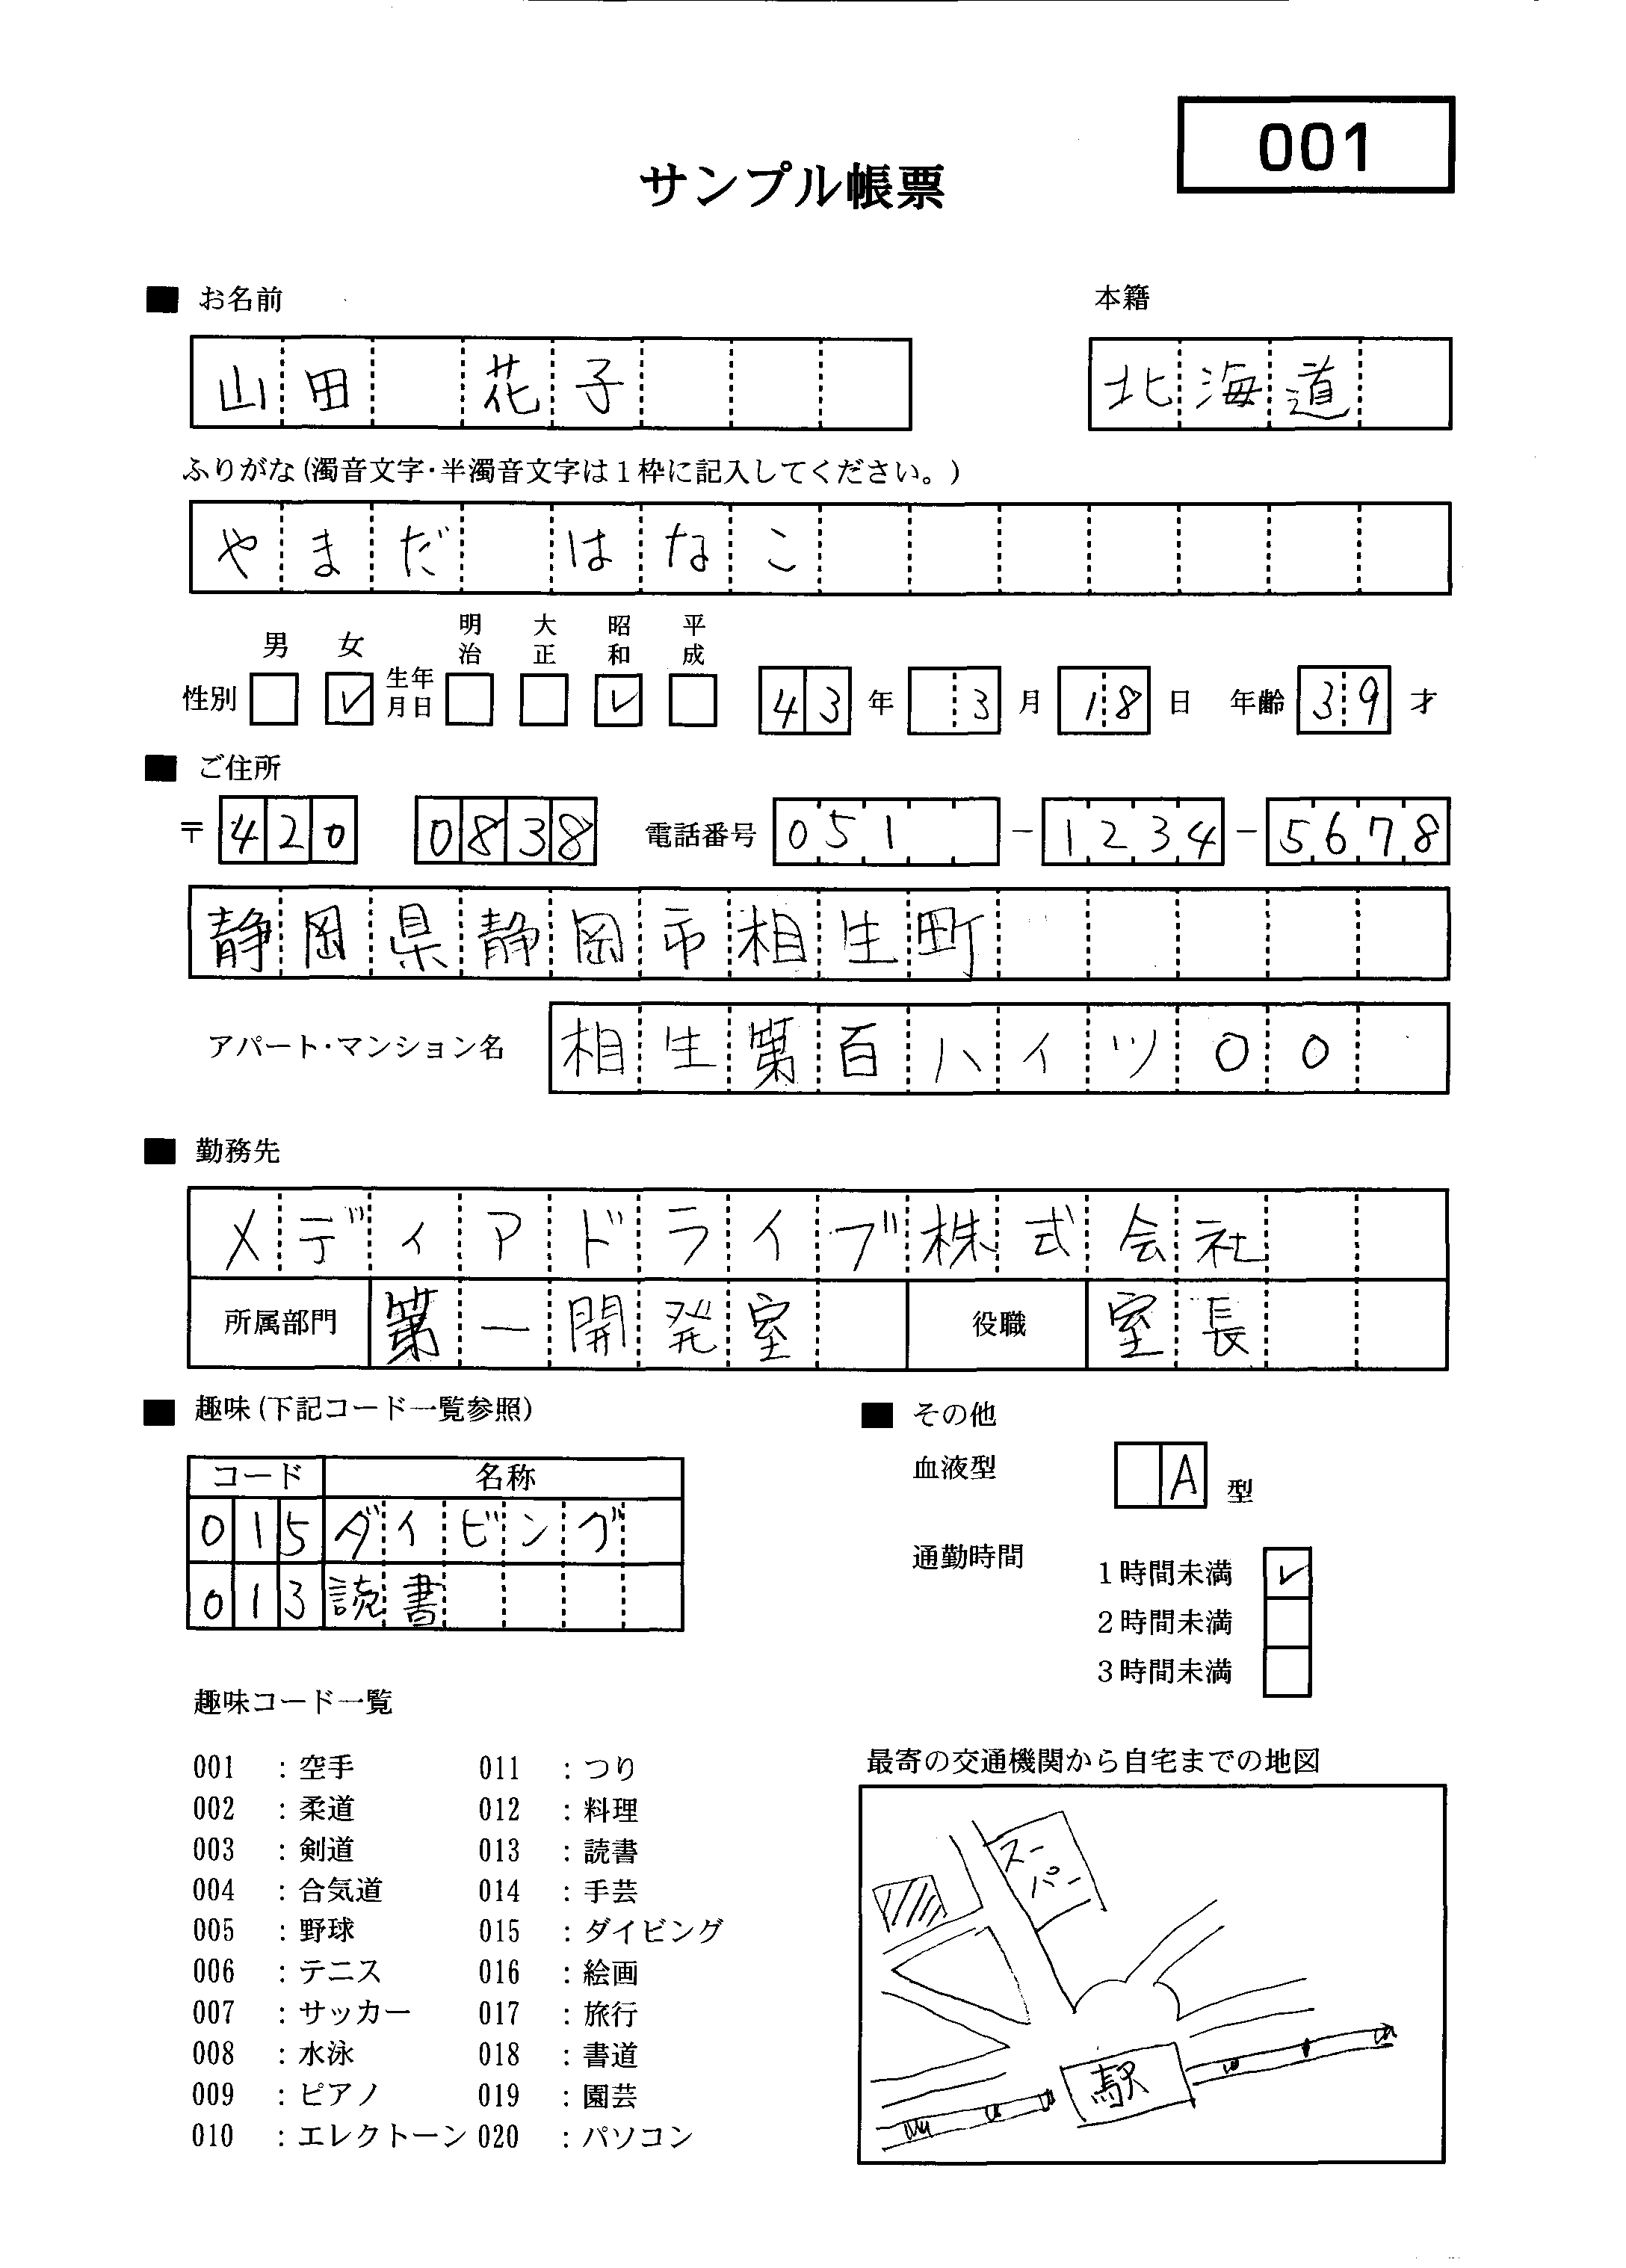 001
サンプル帳票
■ お名前 本籍
山田 花子 北海道
ふりがな(濁音文字・半濁音文字は1枠に記入してください。)
やまだ はなこ
男 女 明治 大正 昭和 平成
性別 □ ☑ 生年月日 □ □ ☑ □ 43 年 3 月 18 日 年齢 39 才
■ ご住所
〒 420 0838 電話番号 051 - 1234 - 5678
静岡県静岡市相生町
アパート・マンション名 相生第百ハイツ00
■ 勤務先
メディアドライブ株式会社
所属部門 第一開発室 役職 室長
■ 趣味(下記コード一覧参照)
コード 名称
015 ダイビング
013 読書
■ その他
血液型 A 型
通勤時間 1時間未満 ☑
2時間未満 □
3時間未満 □
趣味コード一覧
001 : 空手 011 : つり
002 : 柔道 012 : 料理
003 : 剣道 013 : 読書
004 : 合気道 014 : 手芸
005 : 野球 015 : ダイビング
006 : テニス 016 : 絵画
007 : サッカー 017 : 旅行
008 : 水泳 018 : 書道
009 : ピアノ 019 : 園芸
010 : エレクトーン 020 : パソコン
最寄の交通機関から自宅までの地図
スーパー
駅